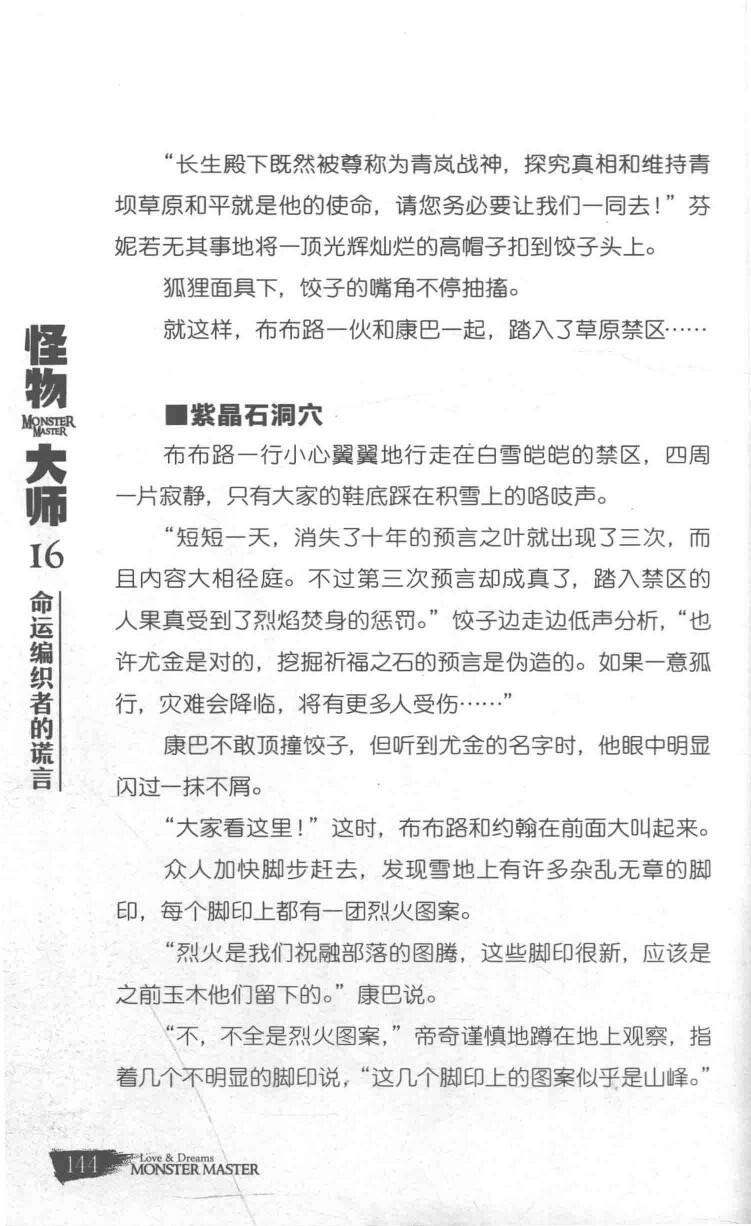 “长生殿下既然被尊称为青岚战神，探究真相和维持青
坝草原和平就是他的使命，请您务必要让我们一同去！”芬
妮若无其事地将一顶光辉灿烂的高帽子扣到饺子头上。
狐狸面具下，饺子的嘴角不停抽搐。
就这样，布布路一伙和康巴一起，踏入了草原禁区……
■紫晶石洞穴
布布路一行小心翼翼地行走在白雪皑皑的禁区，四周
一片寂静，只有大家的鞋底踩在积雪上的咯吱声。
“短短一天，消失了十年的预言之叶就出现了三次，而
且内容大相径庭。不过第三次预言却成真了，踏入禁区的
人果真受到了烈焰焚身的惩罚。”饺子边走边低声分析，“也
许尤金是对的，挖掘祈福之石的预言是伪造的。如果一意孤
行，灾难会降临，将有更多人受伤……”
康巴不敢顶撞饺子，但听到尤金的名字时，他眼中明显
闪过一抹不屑。
“大家看这里！”这时，布布路和约翰在前面大叫起来。
众人加快脚步赶去，发现雪地上有许多杂乱无章的脚
印，每个脚印上都有一团烈火图案。
“烈火是我们祝融部落的图腾，这些脚印很新，应该是
之前玉木他们留下的。”康巴说。
“不，不全是烈火图案，”帝奇谨慎地蹲在地上观察，指
着几个不明显的脚印说，“这几个脚印上的图案似乎是山峰。”
怪物
MONSTER
MASTER
大师
16
命运编织者的谎言
144
Love & Dreams
MONSTER MASTER